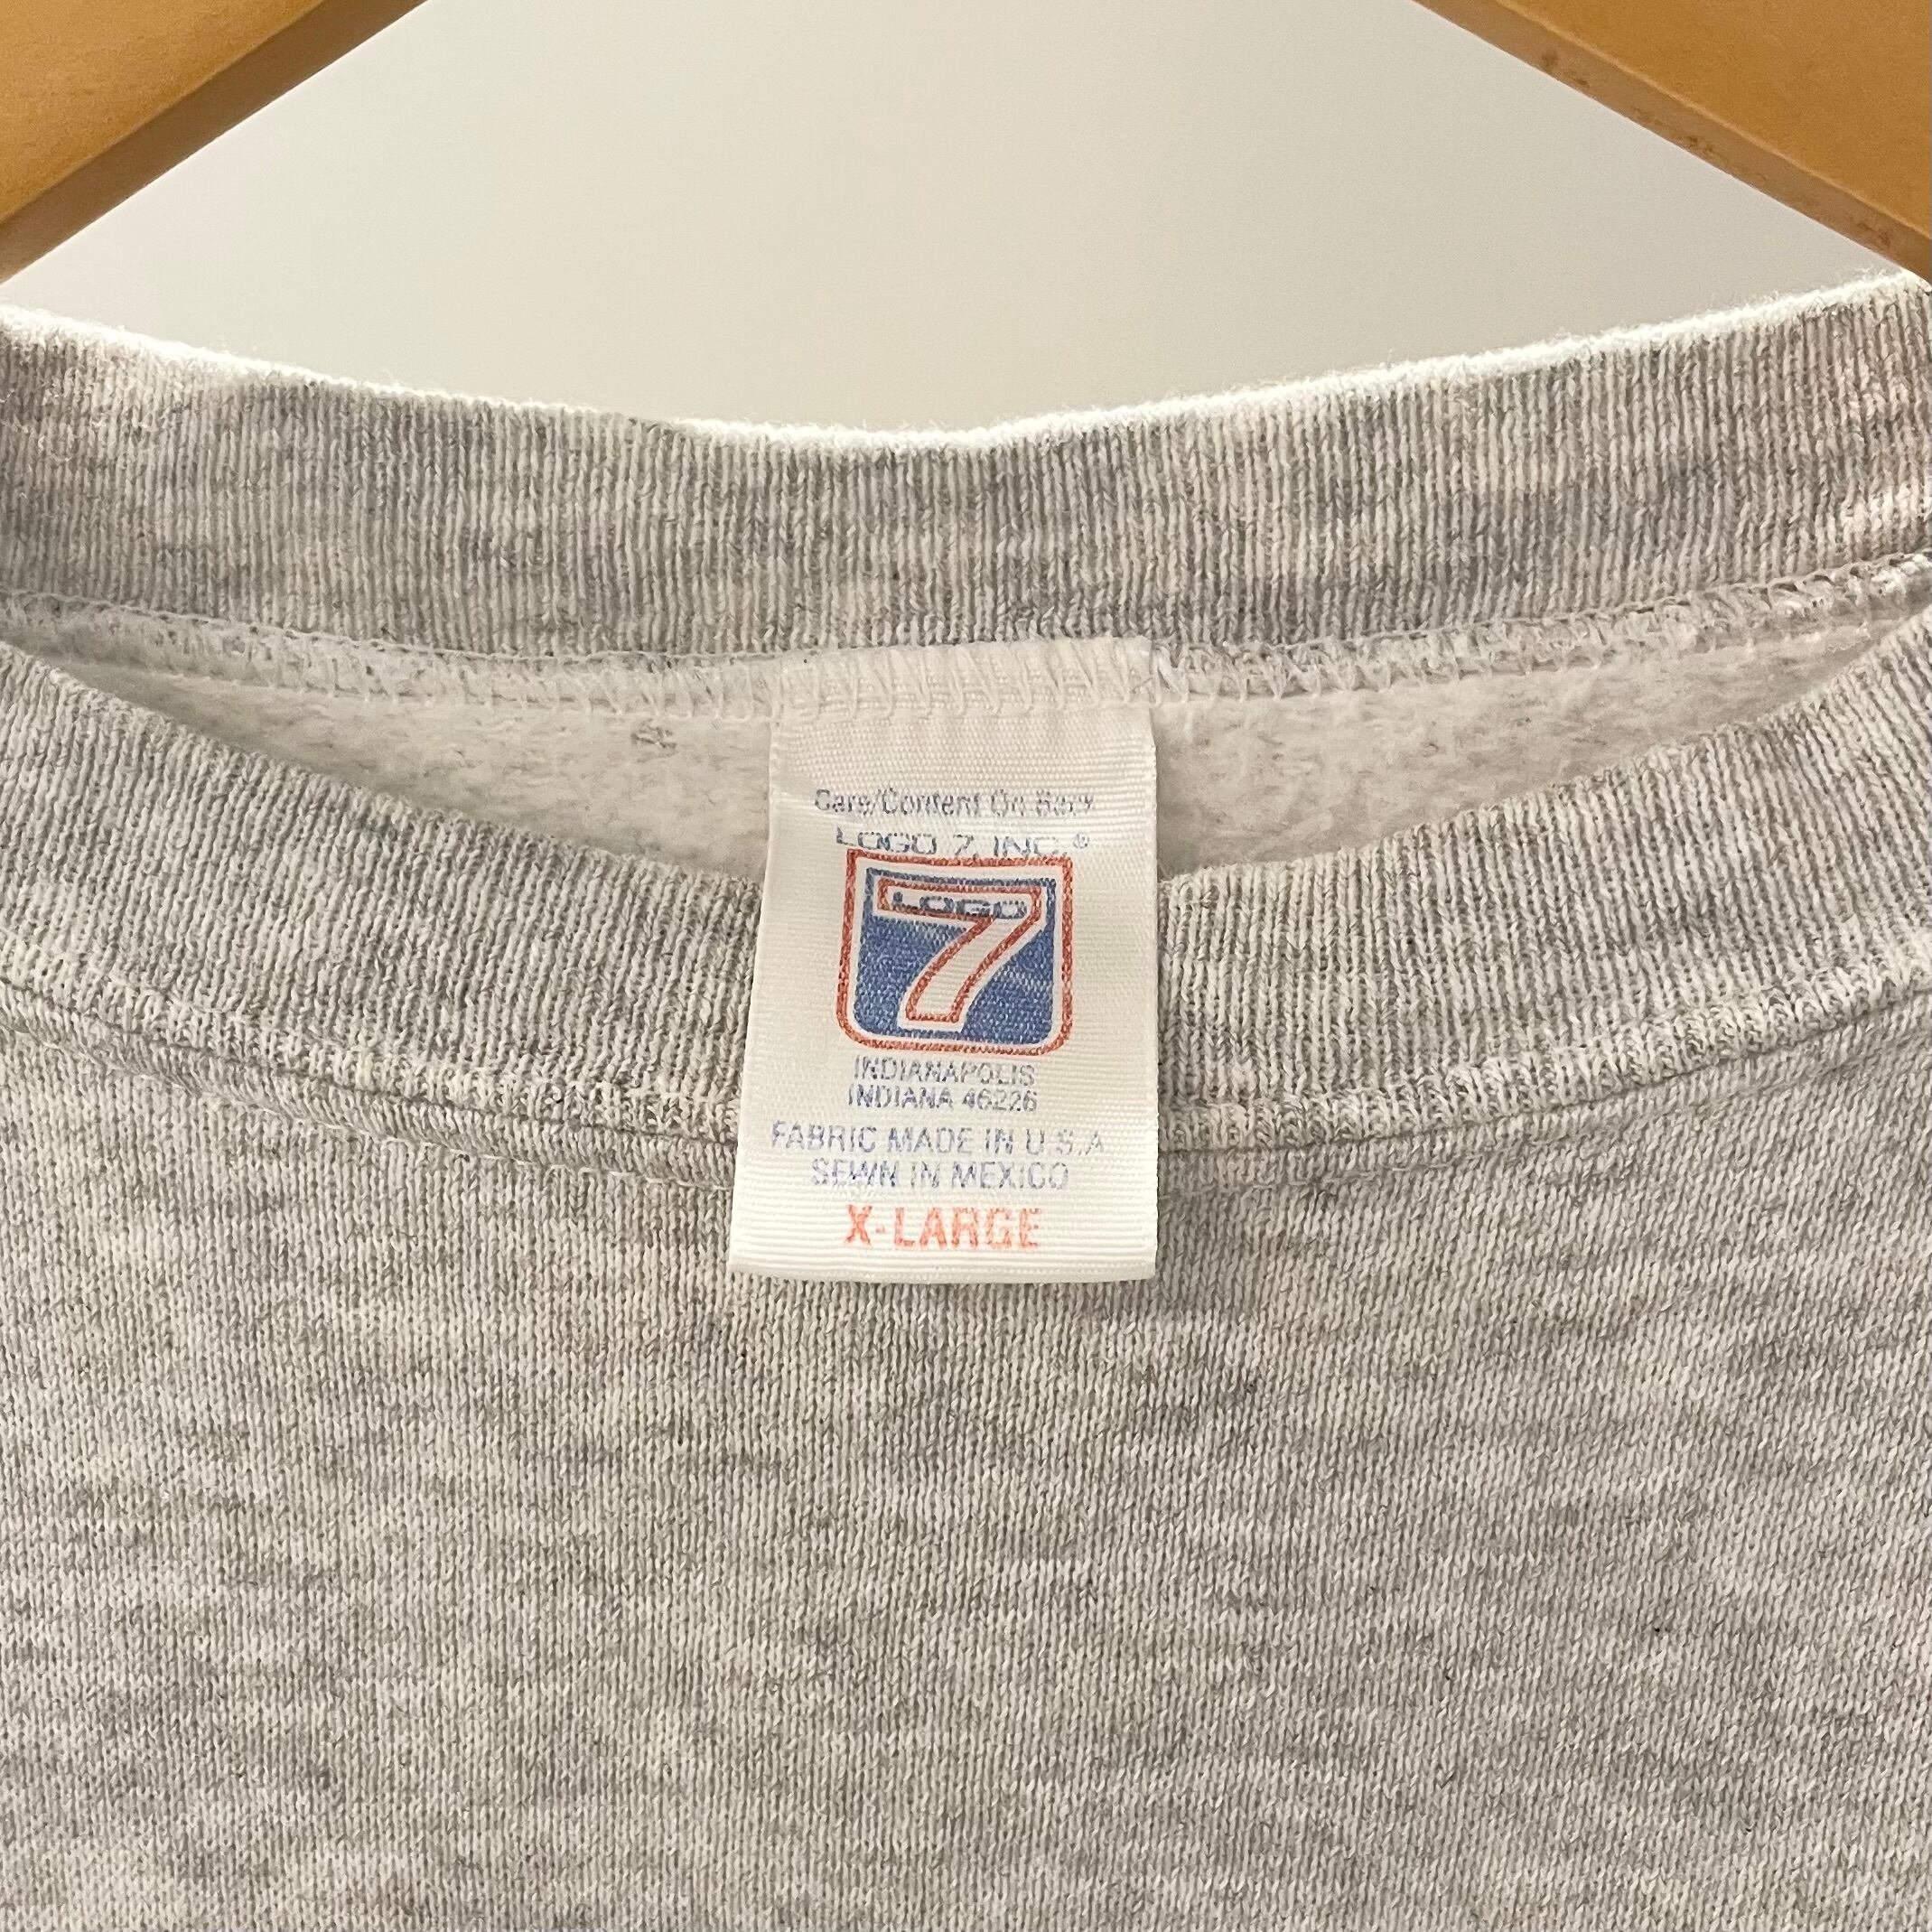 Care/Content On Back
LOGO 7, INC.®
LOGO
7
INDIANAPOLIS
INDIANA 46226
FABRIC MADE IN U.S.A
SEWN IN MEXICO
X-LARGE